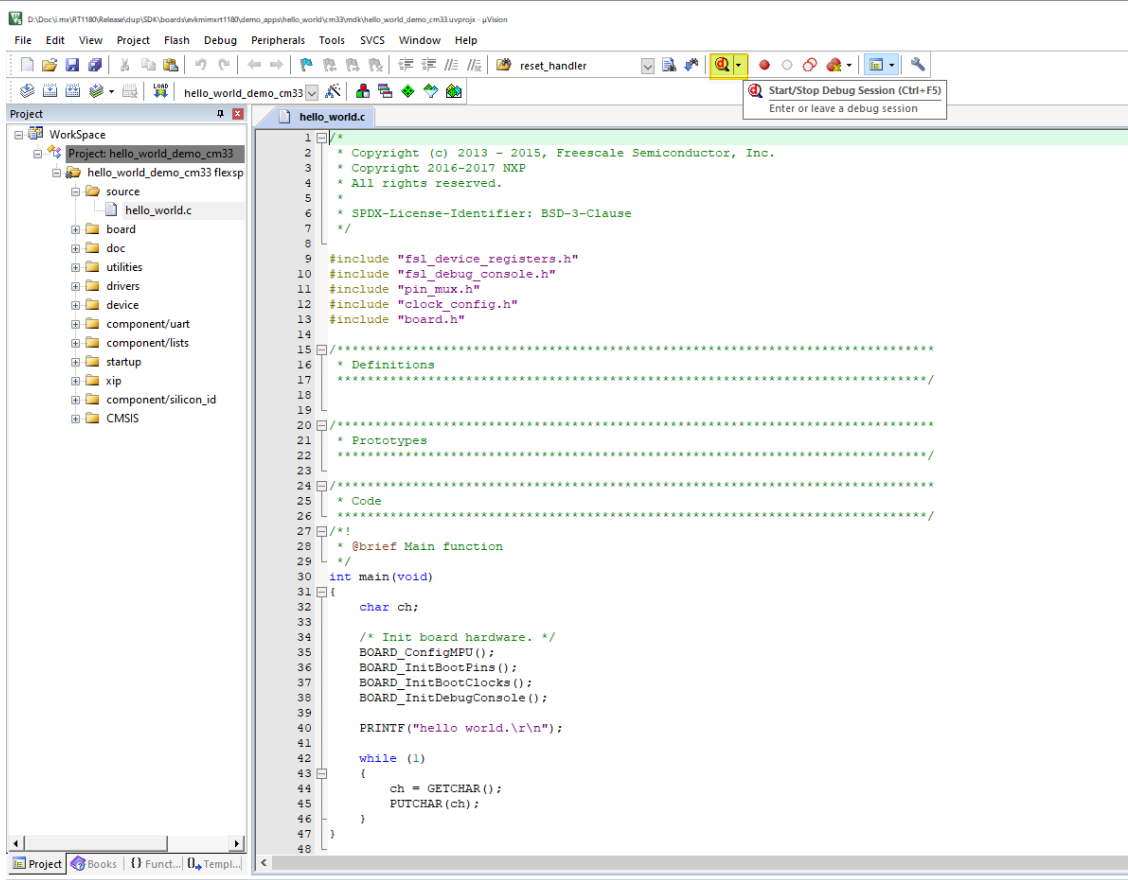 D:\Doc\i.mx\RT1180\Release\dup\SDK\boards\evkmimxrt1180\demo_apps\hello_world\cm33\mdk\hello_world_demo_cm33.uvprojx - µVision
File Edit View Project Flash Debug Peripherals Tools SVCS Window Help
reset_handler
LOAD
hello_world_demo_cm33
Start/Stop Debug Session (Ctrl+F5)
Enter or leave a debug session
Project
WorkSpace
Project: hello_world_demo_cm33
hello_world_demo_cm33 flexsp
source
hello_world.c
board
doc
utilities
drivers
device
component/uart
component/lists
startup
xip
component/silicon_id
CMSIS
Project Books {} Funct... Templ...
hello_world.c
1 /*
2 * Copyright (c) 2013 - 2015, Freescale Semiconductor, Inc.
3 * Copyright 2016-2017 NXP
4 * All rights reserved.
5 *
6 * SPDX-License-Identifier: BSD-3-Clause
7 */
8
9 #include "fsl_device_registers.h"
10 #include "fsl_debug_console.h"
11 #include "pin_mux.h"
12 #include "clock_config.h"
13 #include "board.h"
14
15 /*******************************************************************************
16 * Definitions
17 ******************************************************************************/
18
19
20 /*******************************************************************************
21 * Prototypes
22 ******************************************************************************/
23
24 /*******************************************************************************
25 * Code
26 ******************************************************************************/
27 /*!
28 * @brief Main function
29 */
30 int main(void)
31 {
32 char ch;
33
34 /* Init board hardware. */
35 BOARD_ConfigMPU();
36 BOARD_InitBootPins();
37 BOARD_InitBootClocks();
38 BOARD_InitDebugConsole();
39
40 PRINTF("hello world.\r\n");
41
42 while (1)
43 {
44 ch = GETCHAR();
45 PUTCHAR(ch);
46 }
47 }
48